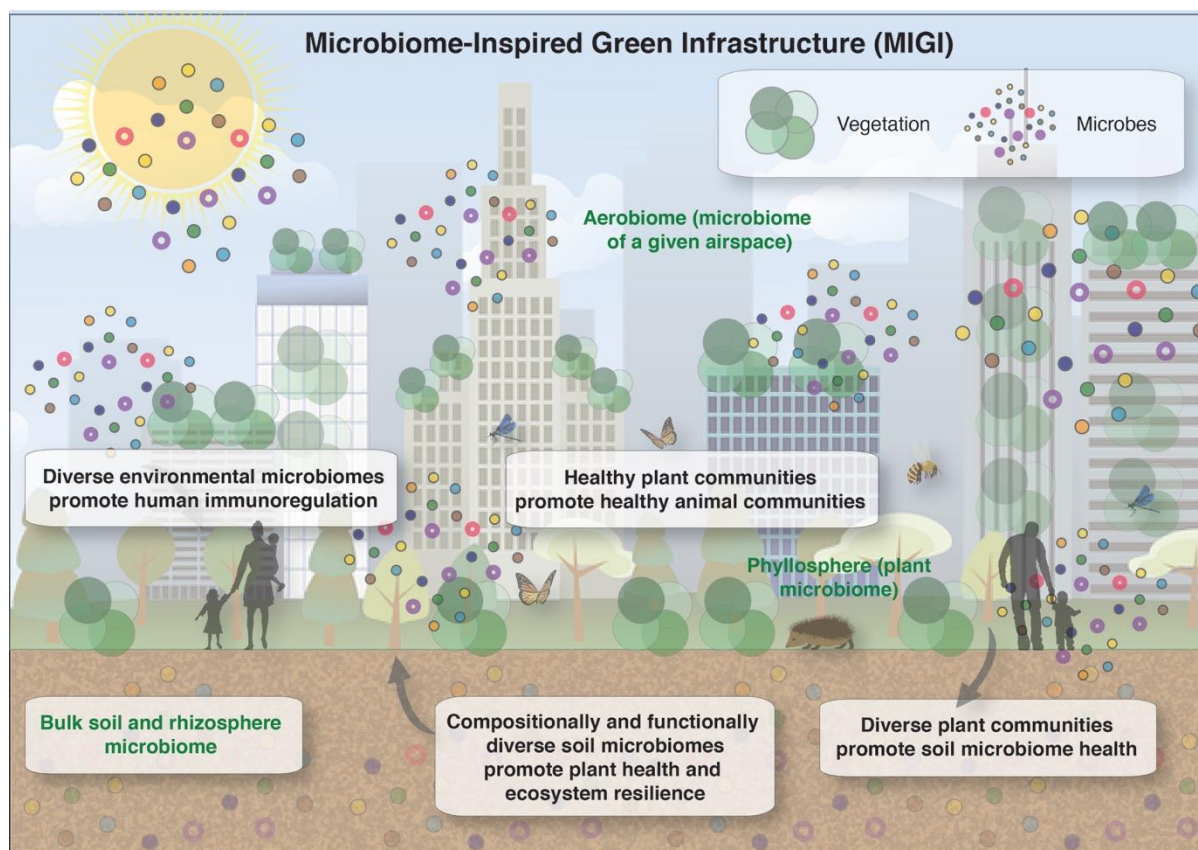 Microbiome-Inspired Green Infrastructure (MIGI)
Vegetation
Microbes
Aerobiome (microbiome
of a given airspace)
Diverse environmental microbiomes
promote human immunoregulation
Healthy plant communities
promote healthy animal communities
Phyllosphere (plant
microbiome)
Bulk soil and rhizosphere
microbiome
Compositionally and functionally
diverse soil microbiomes
promote plant health and
ecosystem resilience
Diverse plant communities
promote soil microbiome health